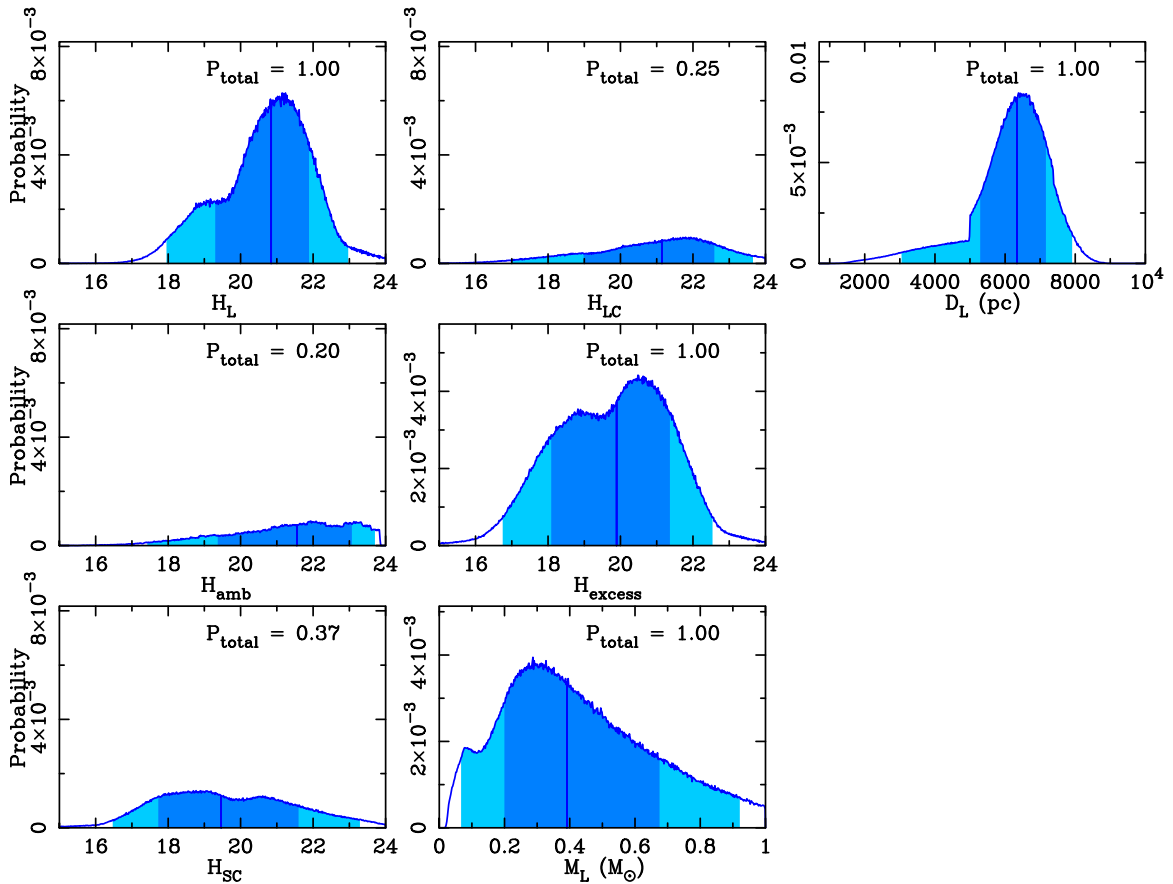 P_total = 1.00
Probability
0 4×10⁻³ 8×10⁻³
16 18 20 22 24
H_L
P_total = 0.25
0 4×10⁻³ 8×10⁻³
16 18 20 22 24
H_LC
P_total = 1.00
0 5×10⁻³ 0.01
2000 4000 6000 8000 10⁴
D_L (pc)
P_total = 0.20
Probability
0 4×10⁻³ 8×10⁻³
16 18 20 22 24
H_amb
P_total = 1.00
0 2×10⁻³ 4×10⁻³
16 18 20 22 24
H_excess
P_total = 0.37
Probability
0 4×10⁻³ 8×10⁻³
16 18 20 22 24
H_SC
P_total = 1.00
0 2×10⁻³ 4×10⁻³
0 0.2 0.4 0.6 0.8 1
M_L (M_⊙)